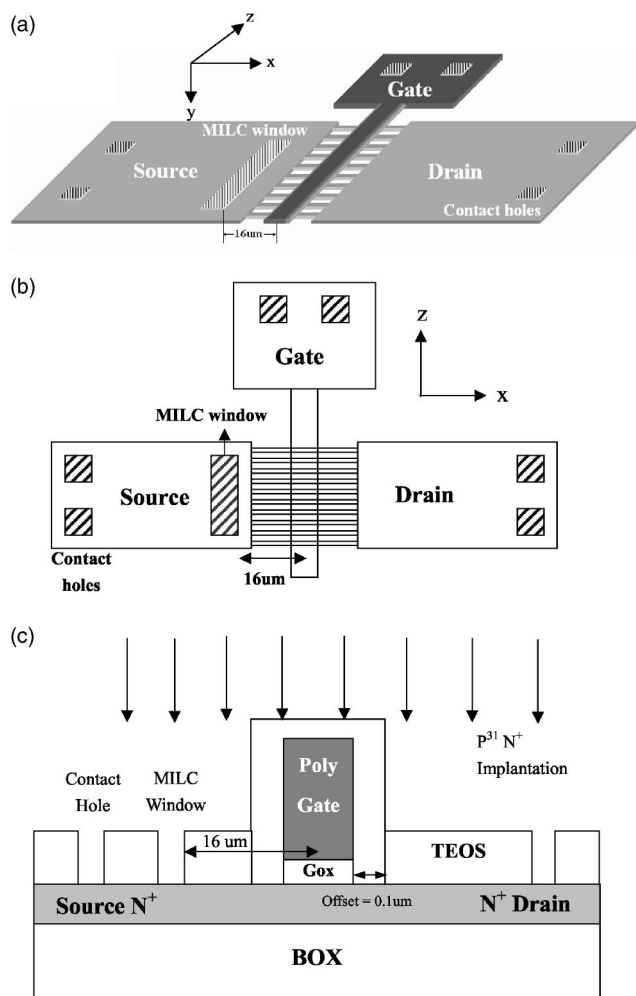 (a)
z
x
y
Gate
MILC window
Source
Drain
Contact holes
16um
(b)
Gate
Z
X
MILC window
Source
Drain
Contact
holes
16um
(c)
P31 N+
Implantation
Contact
Hole
MILC
Window
Poly
Gate
16 um
TEOS
Gox
Source N+
Offset = 0.1um
N+ Drain
BOX